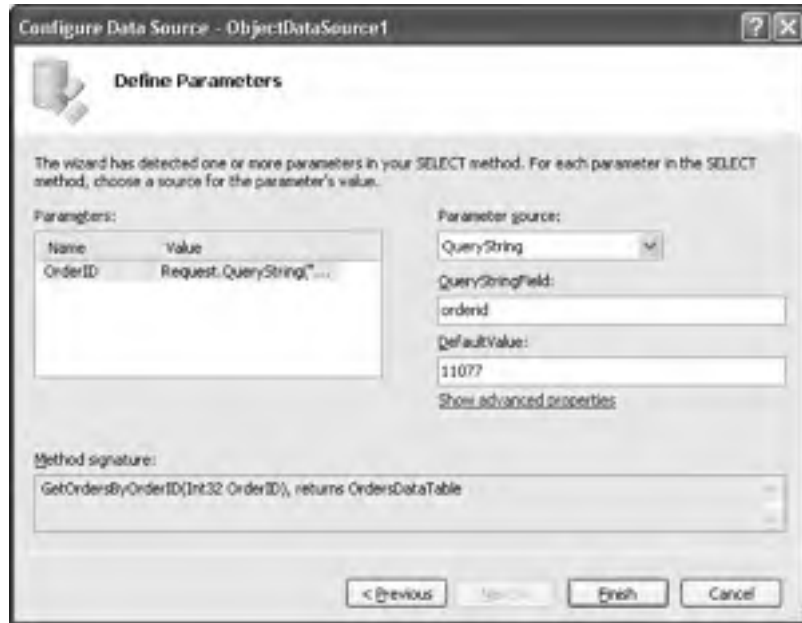 Configure Data Source - ObjectDataSource1
Define Parameters
The wizard has detected one or more parameters in your SELECT method. For each parameter in the SELECT
method, choose a source for the parameter's value.
Parameters:
Name Value
OrderID Request.QueryString("...
Parameter source:
QueryString
QueryStringField:
orderid
DefaultValue:
11077
Show advanced properties
Method signature:
GetOrdersByOrderID(Int32 OrderID), returns OrdersDataTable
< Previous
Finish
Cancel